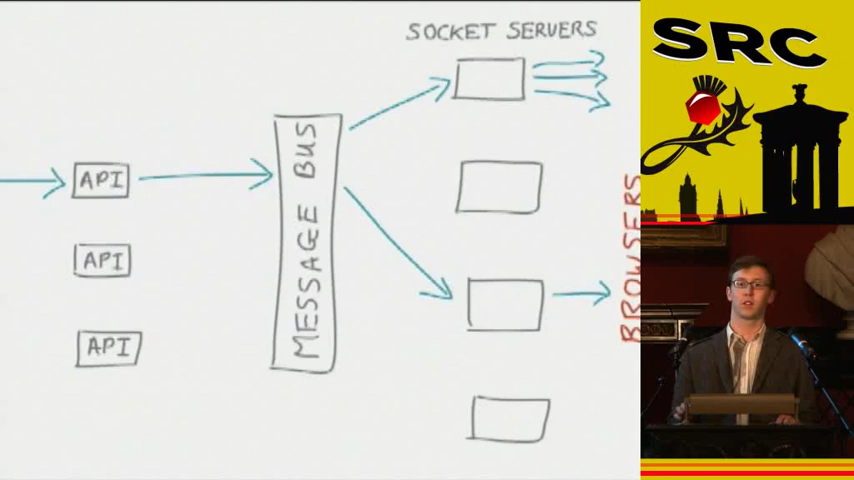 SOCKET SERVERS
API
API
API
MESSAGE BUS
BROWSERS
SRC